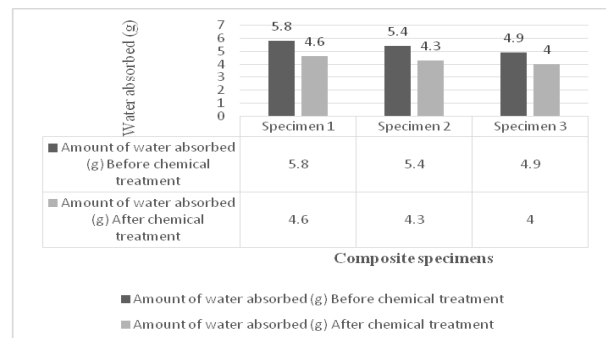 Water absorbed (g)
7
6
5
4
3
2
1
0
5.8
4.6
5.4
4.3
4.9
4
Specimen 1 Specimen 2 Specimen 3
Amount of water absorbed
(g) Before chemical
treatment
5.8 5.4 4.9
Amount of water absorbed
(g) After chemical
treatment
4.6 4.3 4
Composite specimens
Amount of water absorbed (g) Before chemical treatment
Amount of water absorbed (g) After chemical treatment